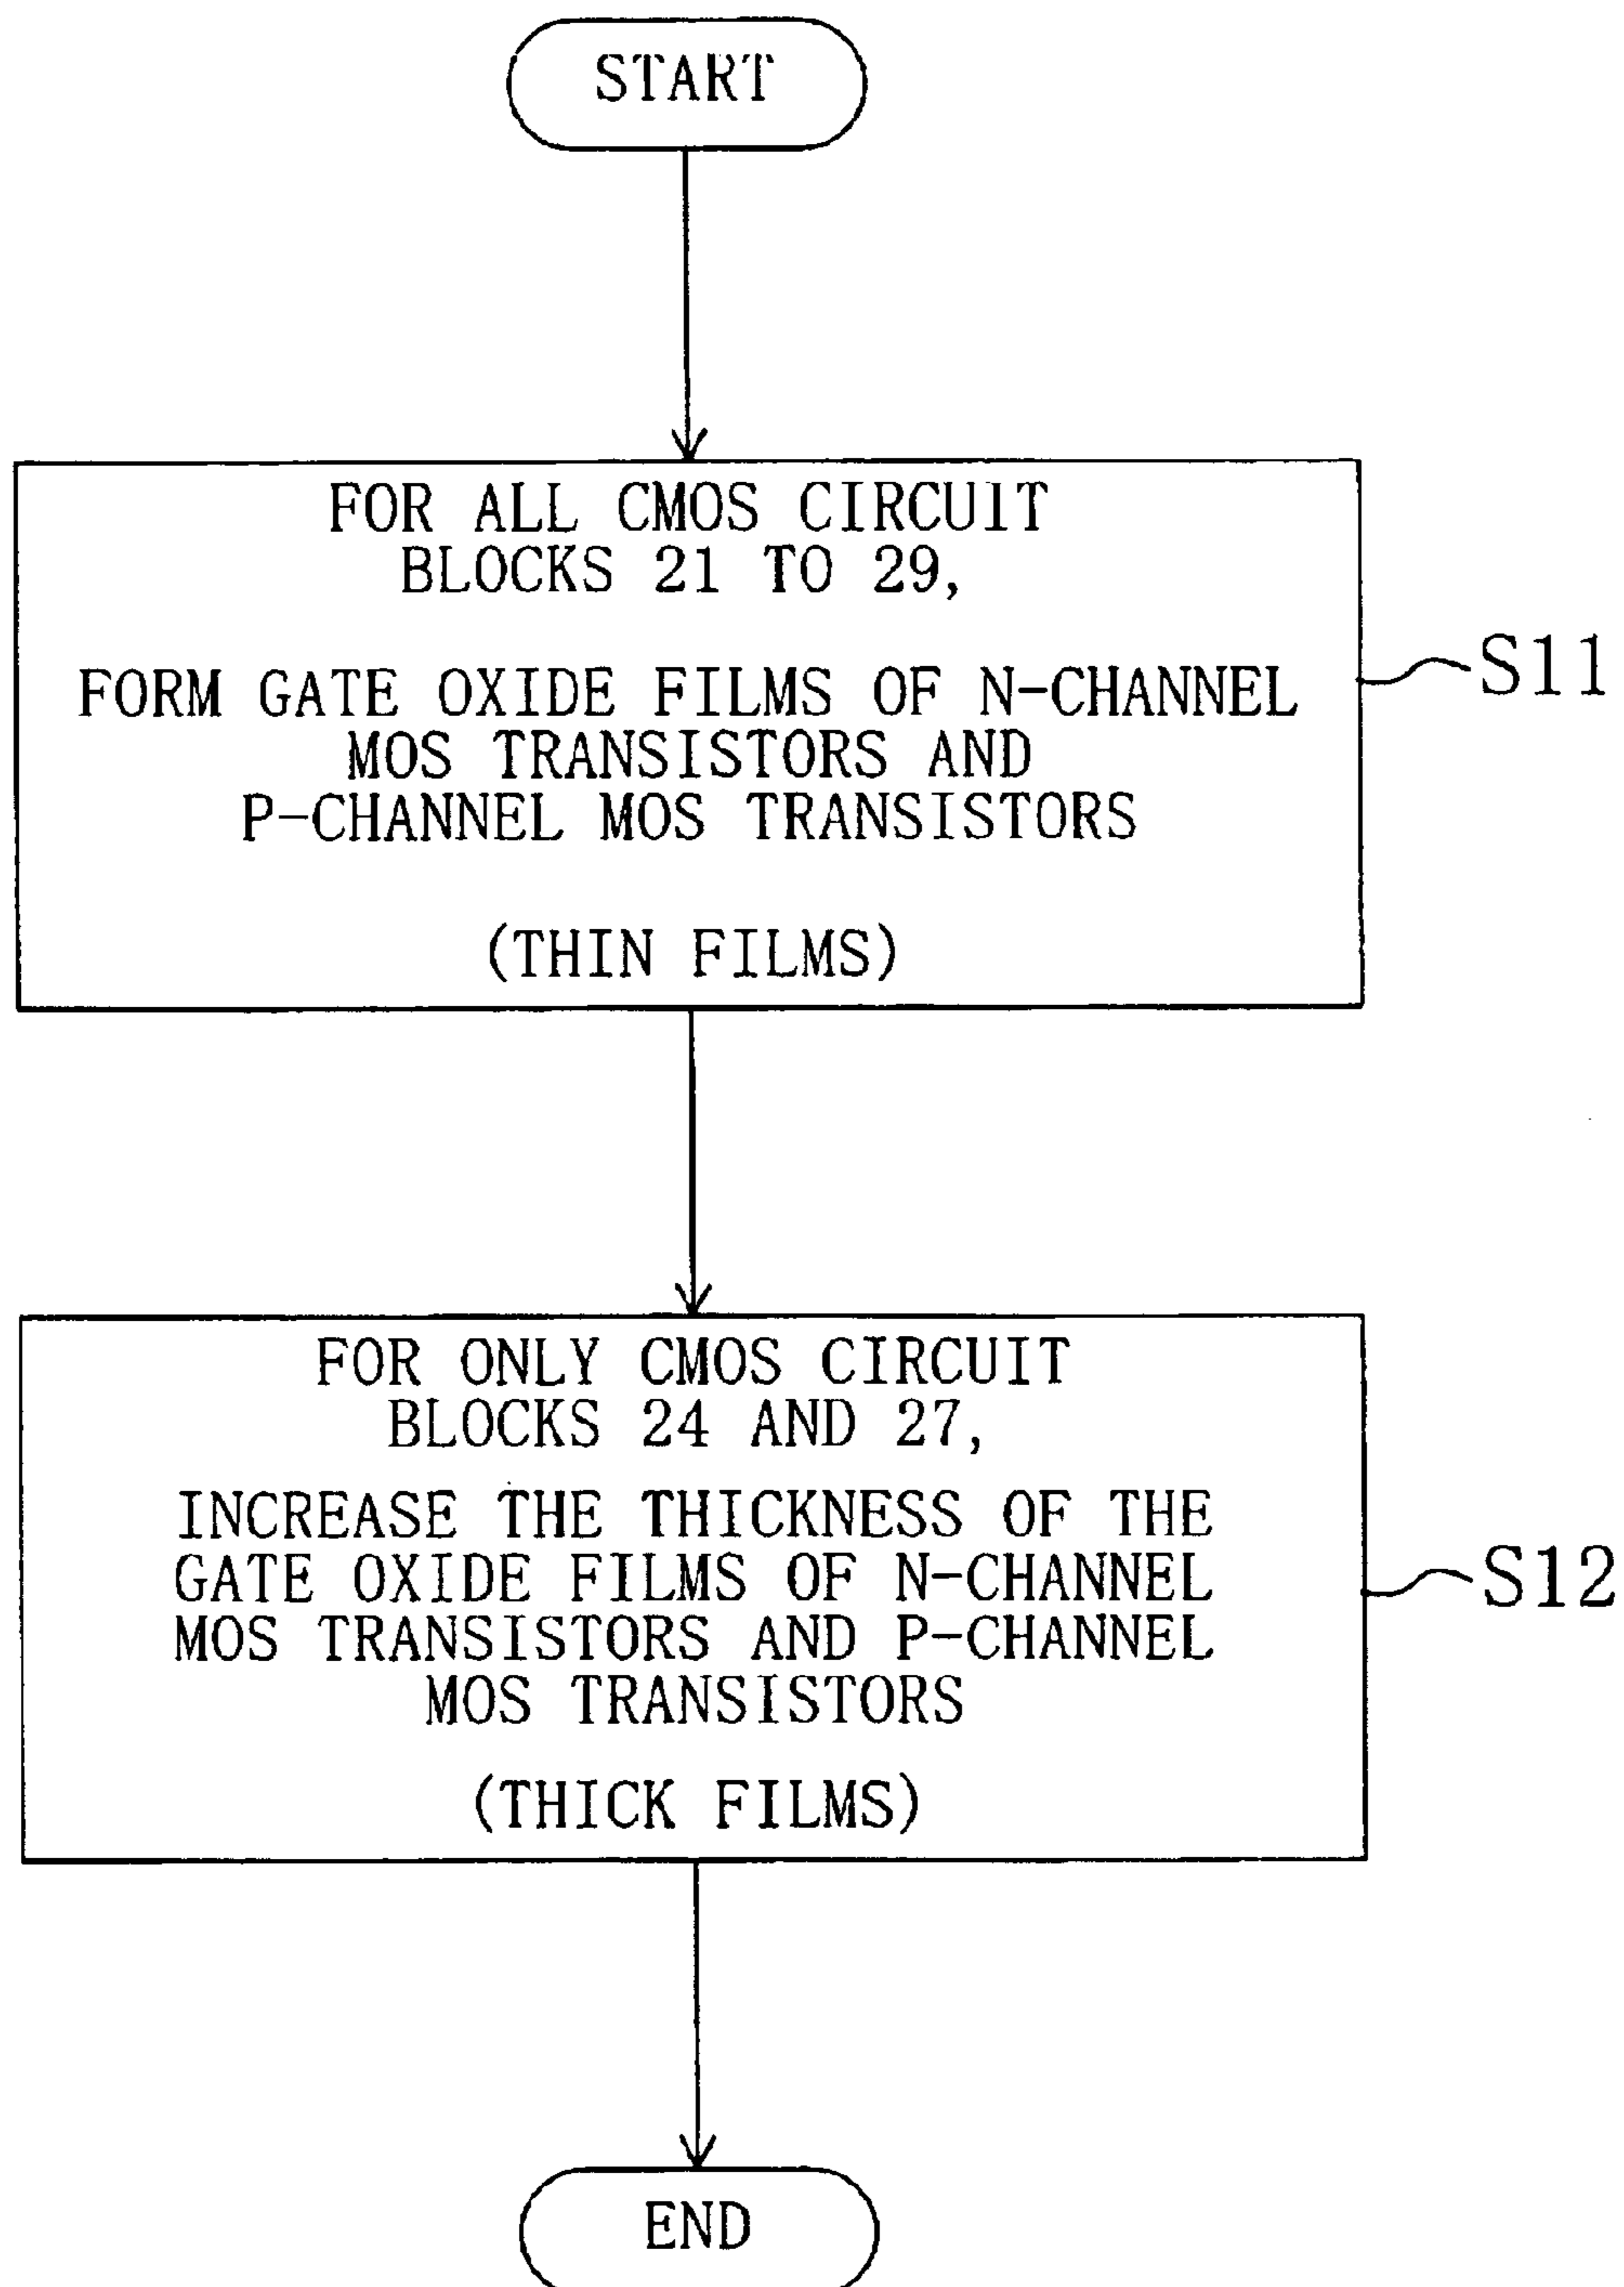 START
FOR ALL CMOS CIRCUIT
BLOCKS 21 TO 29,
FORM GATE OXIDE FILMS OF N-CHANNEL
MOS TRANSISTORS AND
P-CHANNEL MOS TRANSISTORS
(THIN FILMS)
S11
FOR ONLY CMOS CIRCUIT
BLOCKS 24 AND 27,
INCREASE THE THICKNESS OF THE
GATE OXIDE FILMS OF N-CHANNEL
MOS TRANSISTORS AND P-CHANNEL
MOS TRANSISTORS
(THICK FILMS)
S12
END